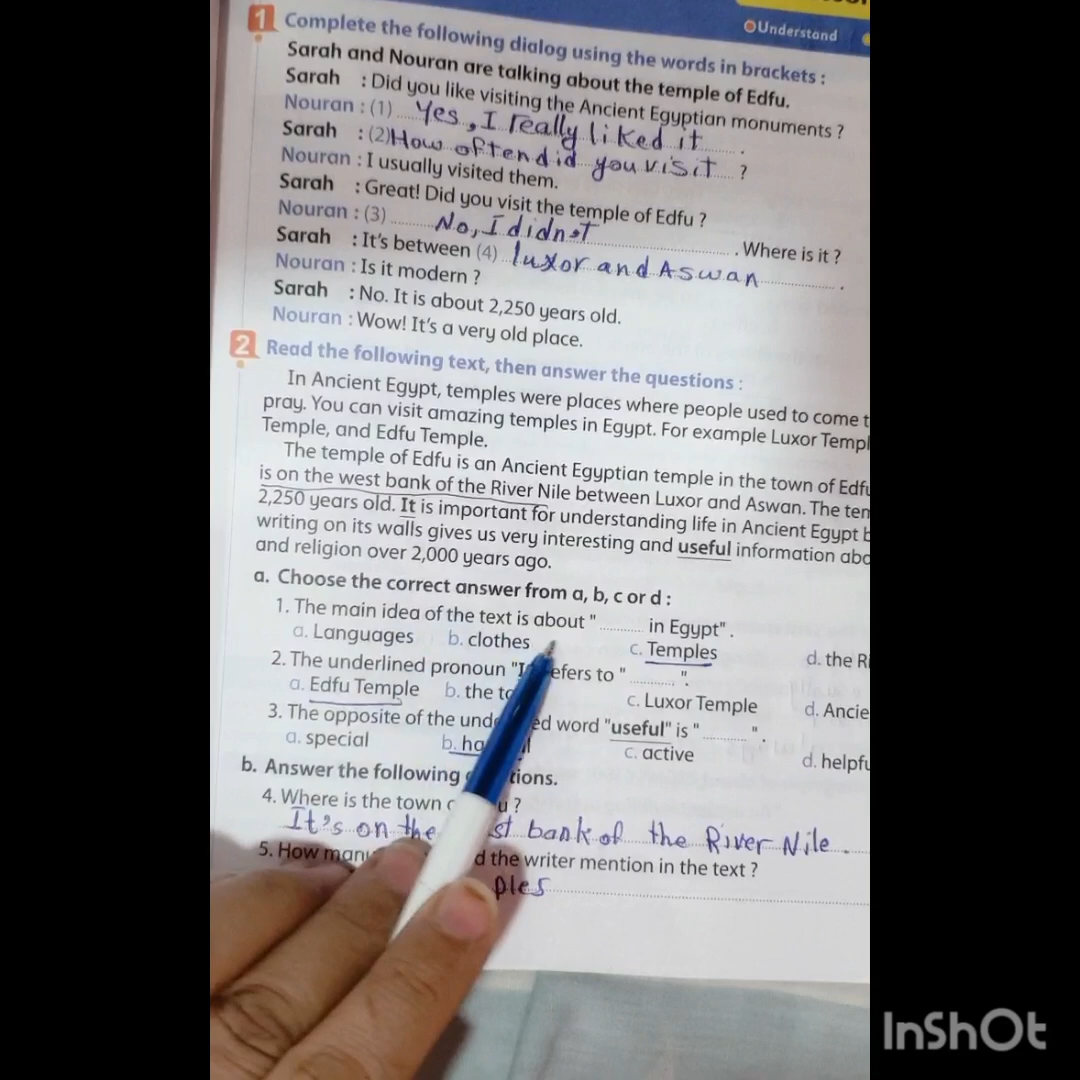 Understand
1 Complete the following dialog using the words in brackets :
Sarah and Nouran are talking about the temple of Edfu.
Sarah : Did you like visiting the Ancient Egyptian monuments ?
Nouran : (1) Yes, I really liked it .
Sarah : (2) How often did you visit ?
Nouran : I usually visited them.
Sarah : Great! Did you visit the temple of Edfu ?
Nouran : (3) No, I didn't . Where is it ?
Sarah : It's between (4) luxor and Aswan .
Nouran : Is it modern ?
Sarah : No. It is about 2,250 years old.
Nouran : Wow! It's a very old place.
2 Read the following text, then answer the questions :
In Ancient Egypt, temples were places where people used to come t
pray. You can visit amazing temples in Egypt. For example Luxor Templ
Temple, and Edfu Temple.
The temple of Edfu is an Ancient Egyptian temple in the town of Edfu
is on the west bank of the River Nile between Luxor and Aswan. The tem
2,250 years old. It is important for understanding life in Ancient Egypt b
writing on its walls gives us very interesting and useful information abo
and religion over 2,000 years ago.
a. Choose the correct answer from a, b, c or d :
1. The main idea of the text is about " ........ in Egypt" .
a. Languages b. clothes c. Temples d. the Ri
2. The underlined pronoun "It" refers to " ........ ".
a. Edfu Temple b. the to c. Luxor Temple d. Ancie
3. The opposite of the und ed word "useful" is " ........ " .
a. special b. ha l c. active d. helpfu
b. Answer the following tions.
4. Where is the town u ?
It's on the st bank of the River Nile .
5. How man d the writer mention in the text ?
ples
InShOt